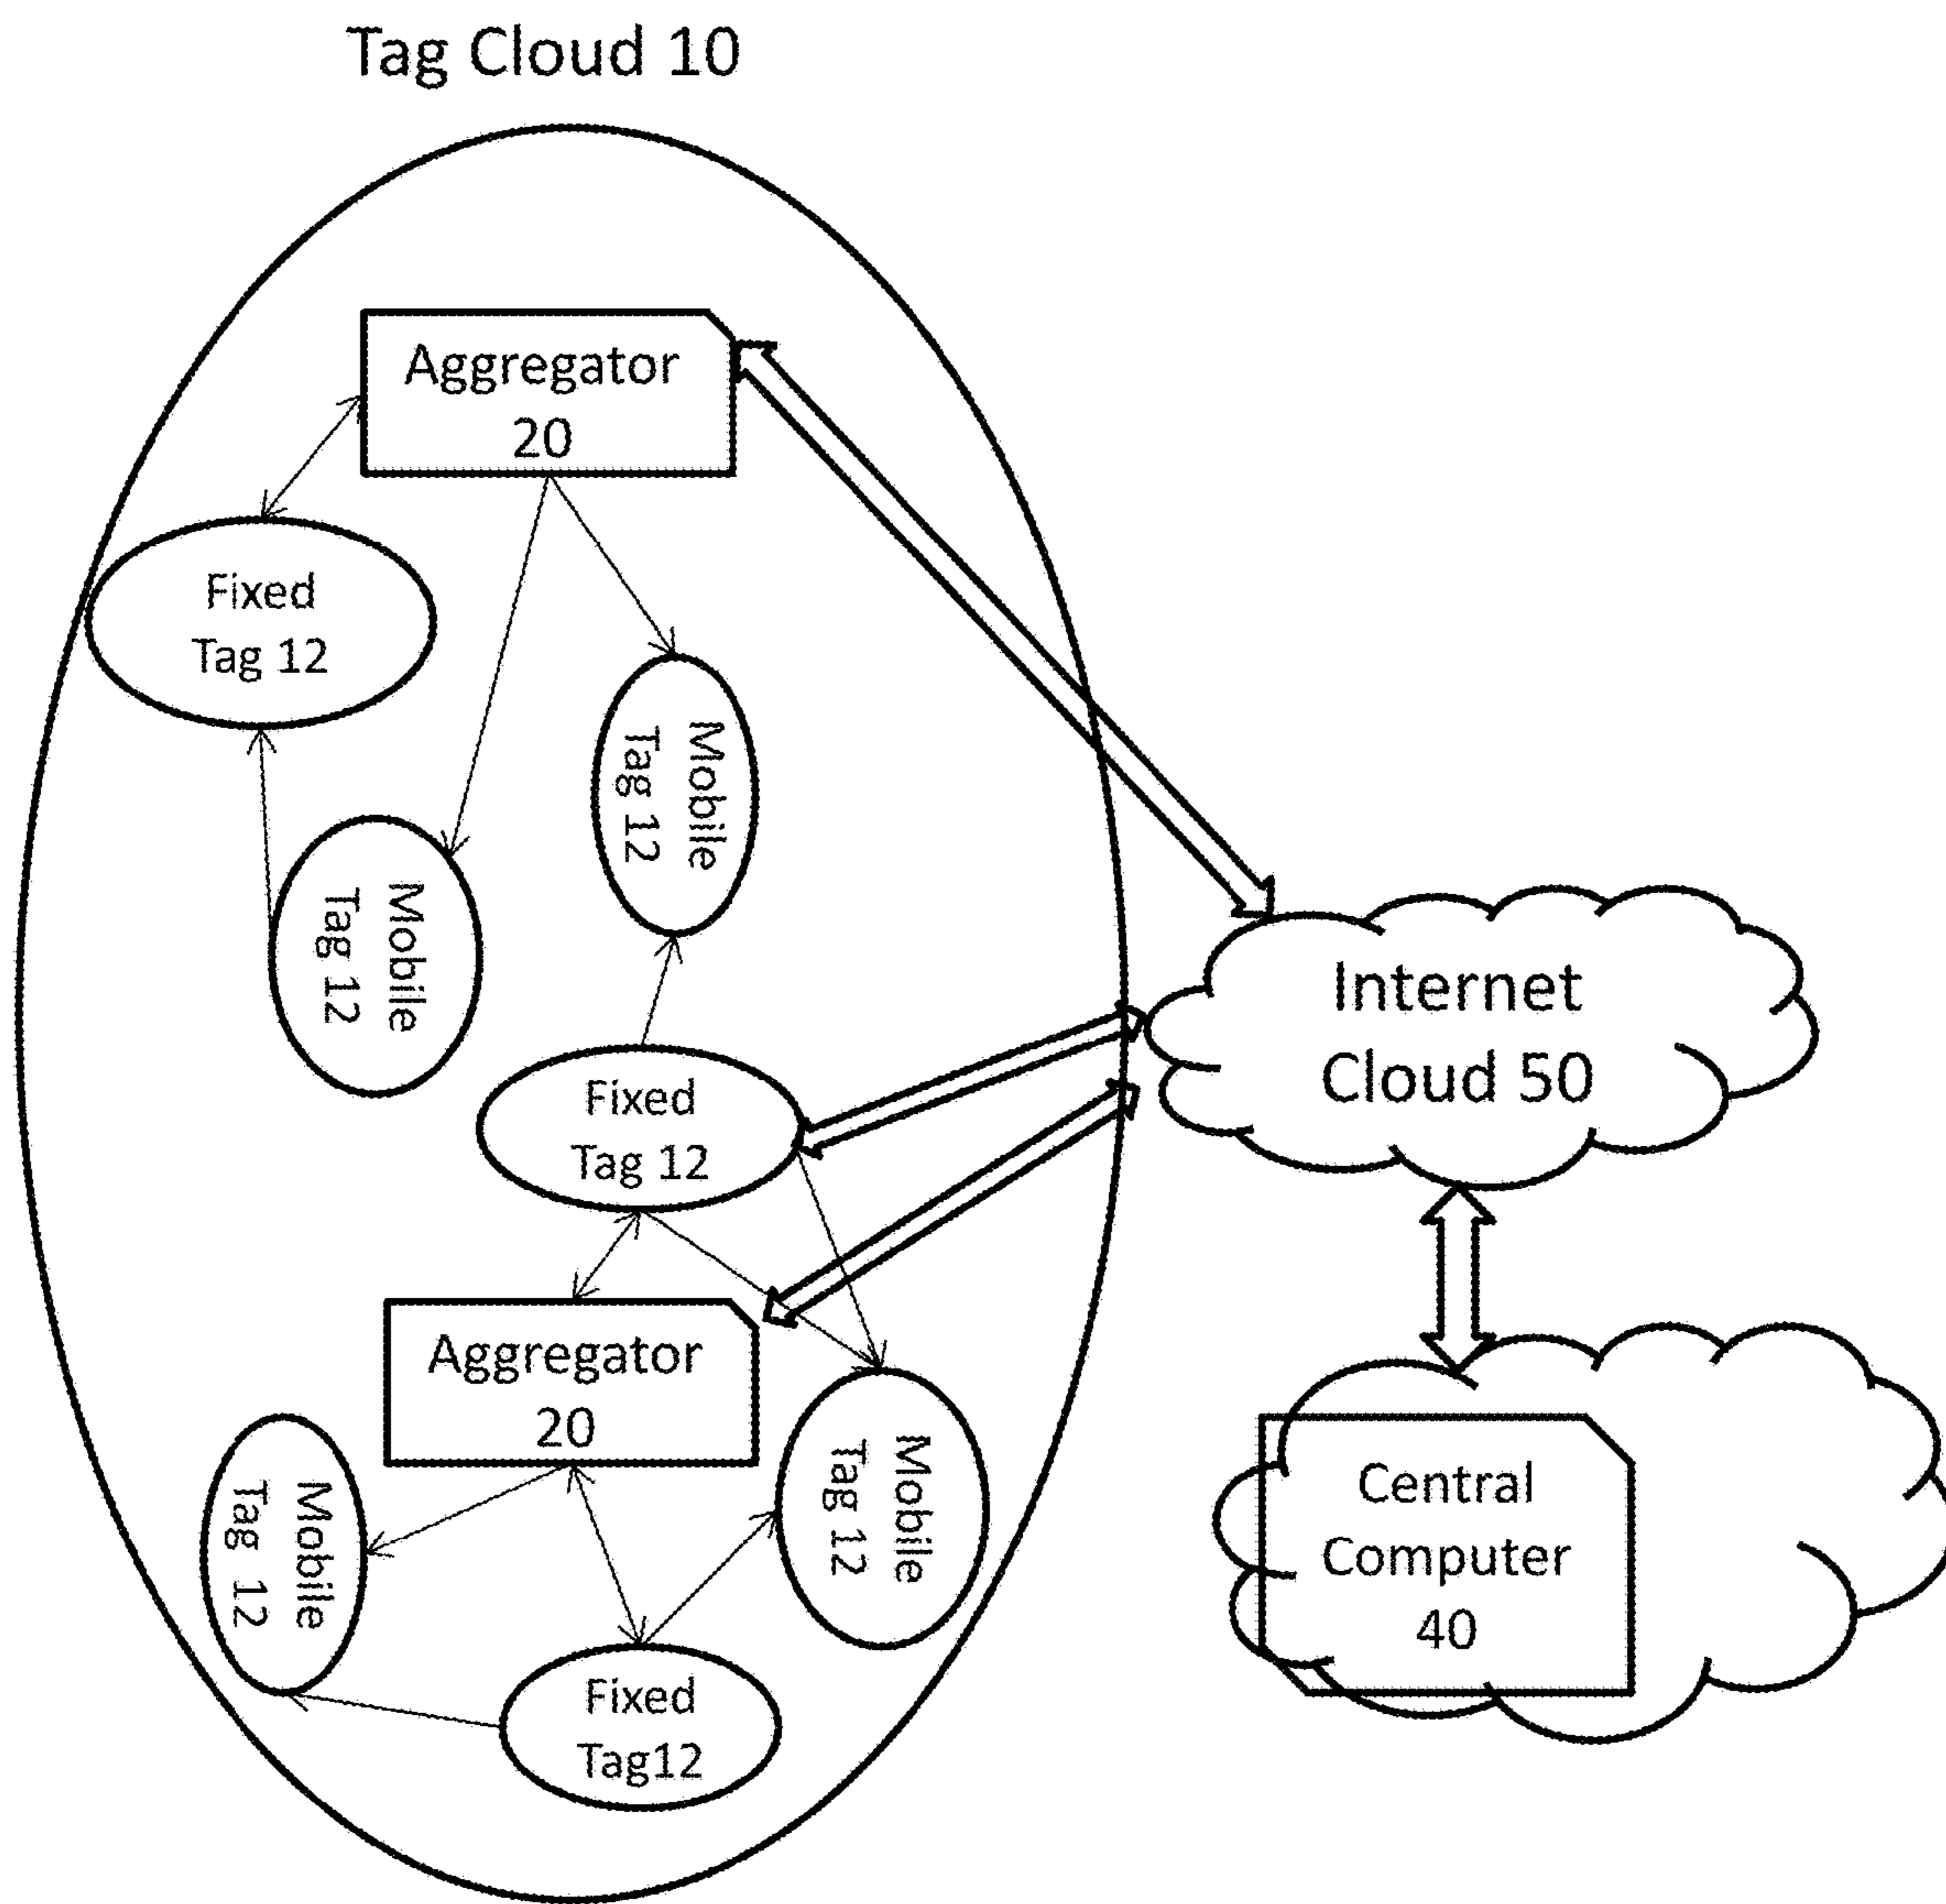 Tag Cloud 10
Aggregator
20
Fixed
Tag 12
Mobile
Tag 12
Mobile
Tag 12
Internet
Cloud 50
Fixed
Tag 12
Aggregator
20
Mobile
Tag 12
Mobile
Tag 12
Central
Computer
40
Fixed
Tag12